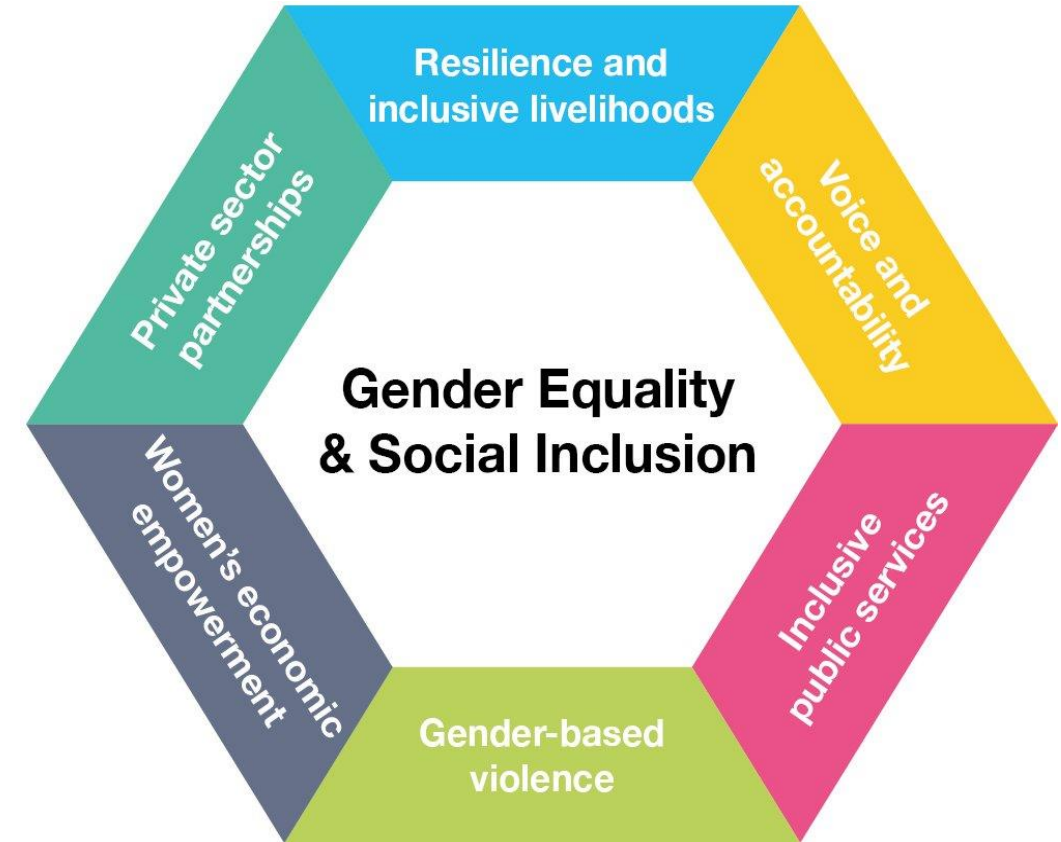 Resilience and
inclusive livelihoods
Voice and
accountability
Inclusive
public services
Gender-based
violence
Women’s economic
empowerment
Private sector
partnerships
Gender Equality
& Social Inclusion